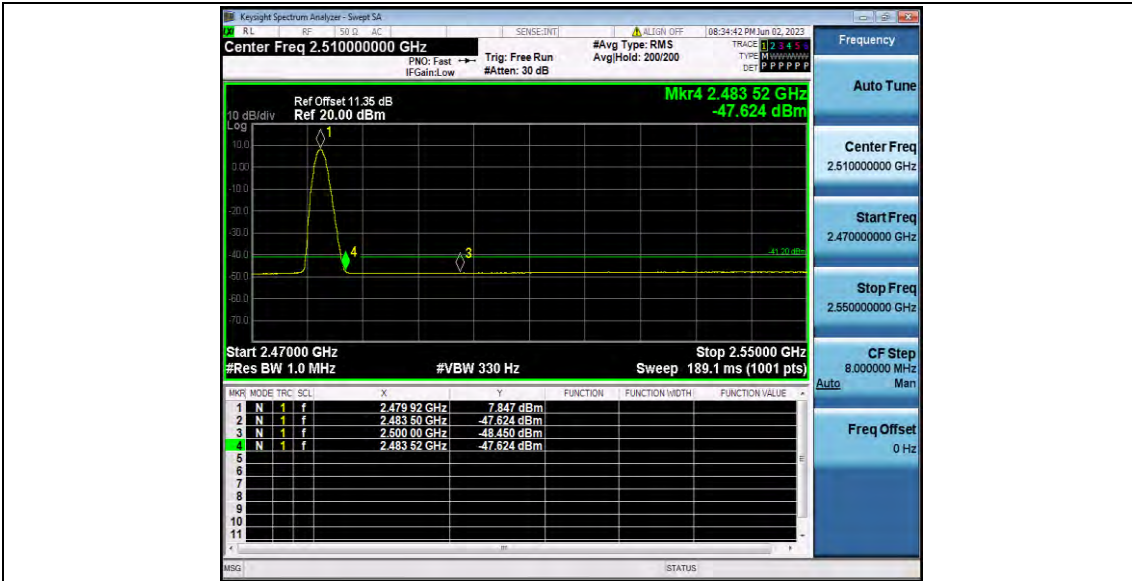 Keysight Spectrum Analyzer - Swept SA
RL RF 50 Ω AC SENSE:INT ALIGN OFF 08:34:42 PM Jun 02, 2023
Center Freq 2.510000000 GHz
PNO: Fast
IFGain:Low
Trig: Free Run
#Atten: 30 dB
#Avg Type: RMS
Avg|Hold: 200/200
TRACE 1 2 3 4 5 6
TYPE M
DET P P P P P P
Mkr4 2.483 52 GHz
-47.624 dBm
Ref Offset 11.35 dB
10 dB/div Ref 20.00 dBm
Log
10.0
0.00
-10.0
-20.0
-30.0
-40.0
-50.0
-60.0
-70.0
1
4
3
-41.20 dBm
Start 2.47000 GHz Stop 2.55000 GHz
#Res BW 1.0 MHz #VBW 330 Hz Sweep 189.1 ms (1001 pts)
MKR MODE TRC SCL X Y FUNCTION FUNCTION WIDTH FUNCTION VALUE
1 N 1 f 2.479 92 GHz 7.847 dBm
2 N 1 f 2.483 50 GHz -47.624 dBm
3 N 1 f 2.500 00 GHz -48.450 dBm
4 N 1 f 2.483 52 GHz -47.624 dBm
5
6
7
8
9
10
11
MSG STATUS
Frequency
Auto Tune
Center Freq
2.510000000 GHz
Start Freq
2.470000000 GHz
Stop Freq
2.550000000 GHz
CF Step
8.000000 MHz
Auto Man
Freq Offset
0 Hz